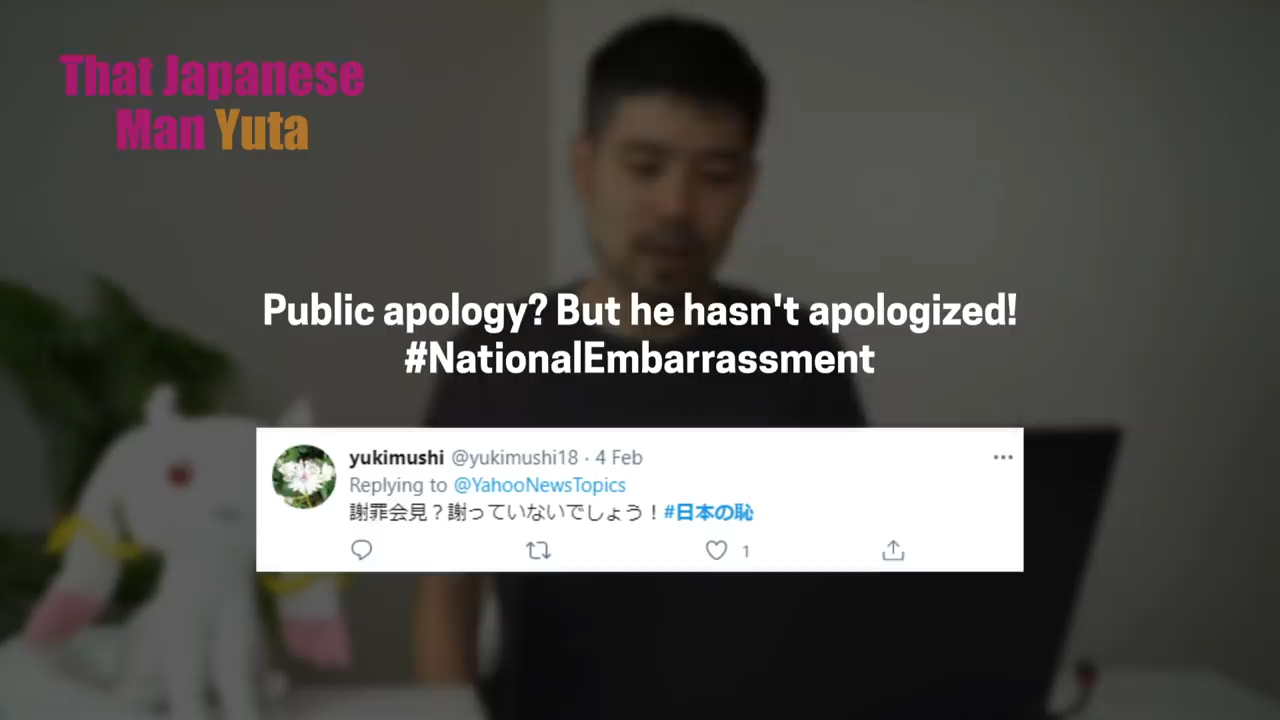 That Japanese
Man Yuta
Public apology? But he hasn't apologized!
#NationalEmbarrassment
yukimushi @yukimushi18 · 4 Feb
Replying to @YahooNewsTopics
謝罪会見？謝っていないでしょう！#日本の恥
1